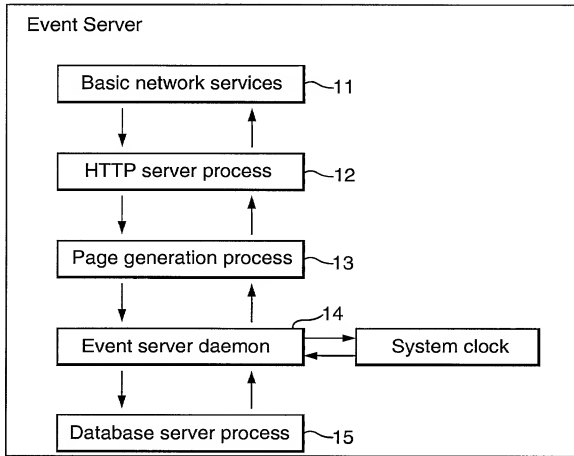 Event Server
Basic network services
11
HTTP server process
12
Page generation process
13
14
Event server daemon
System clock
Database server process
15